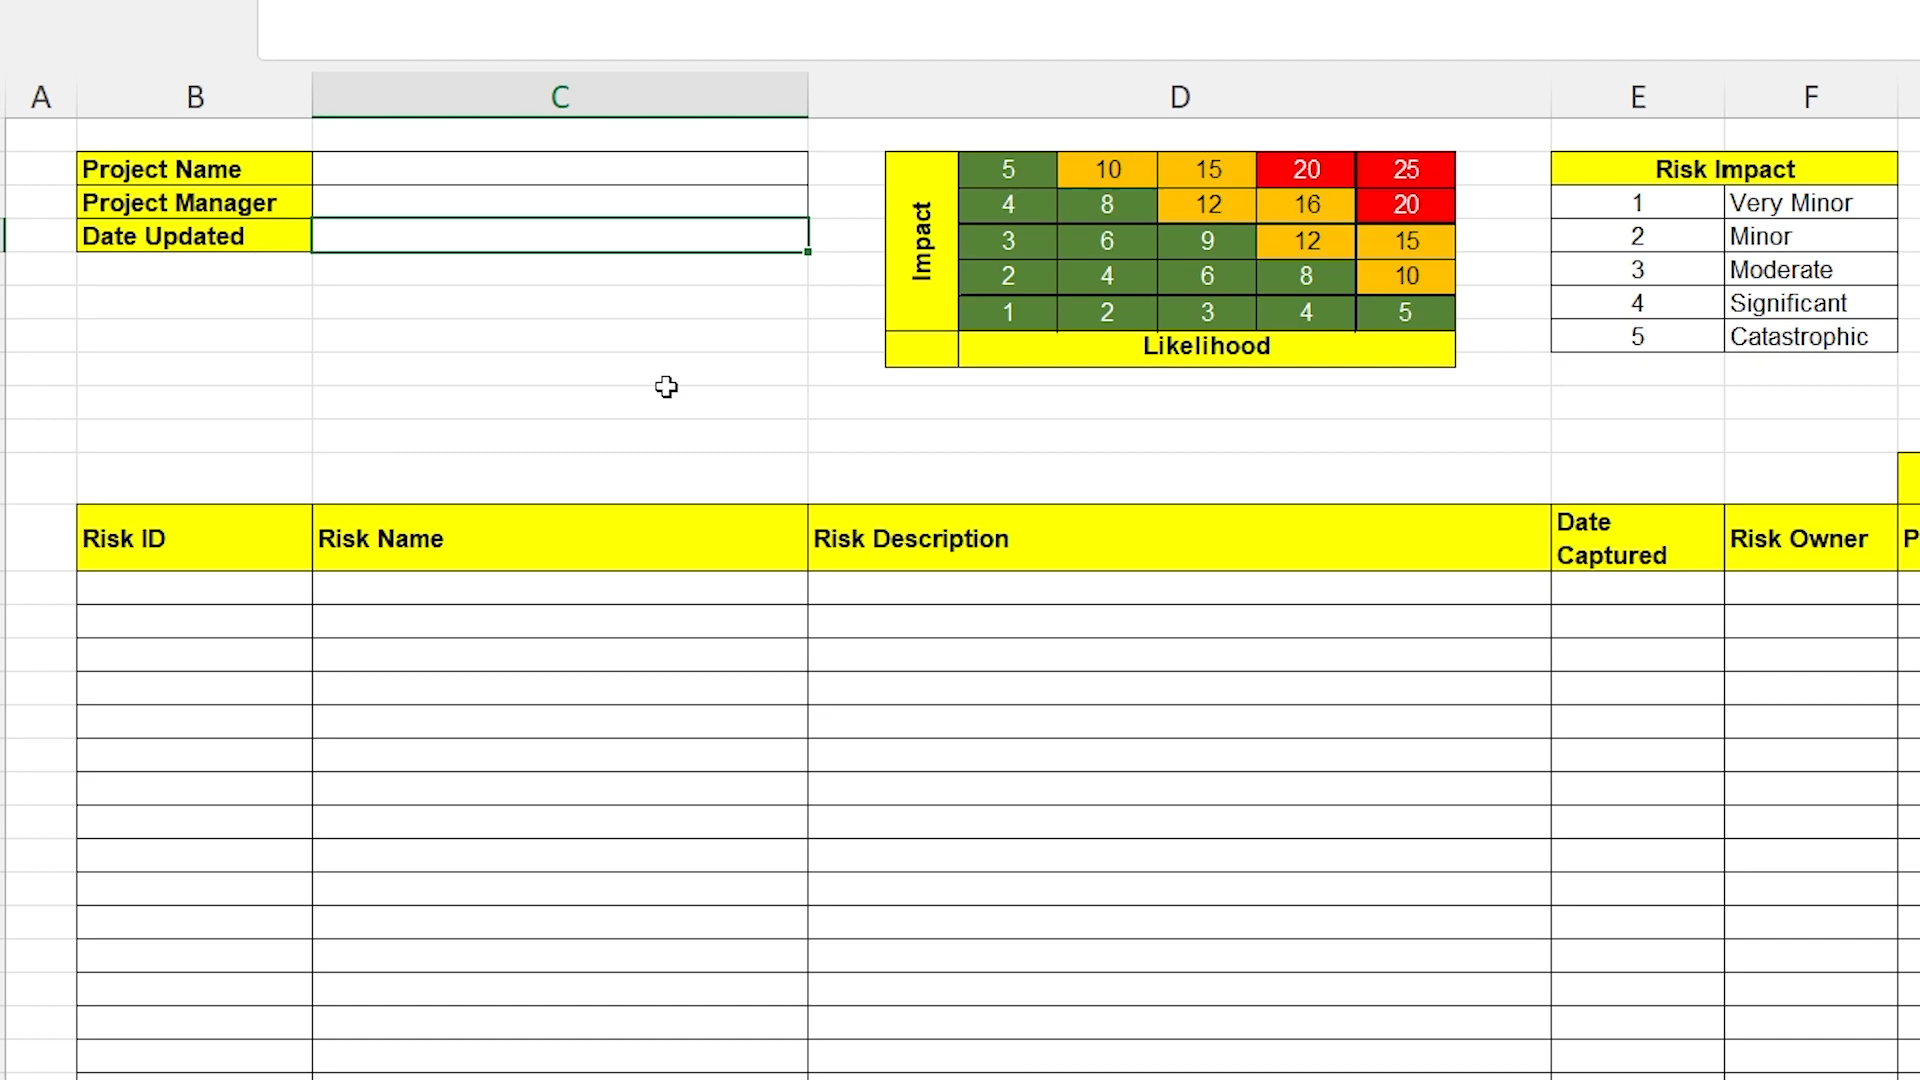 A B C D E F
Project Name
Project Manager
Date Updated
Impact
5 10 15 20 25
4 8 12 16 20
3 6 9 12 15
2 4 6 8 10
1 2 3 4 5
Likelihood
Risk Impact
1 Very Minor
2 Minor
3 Moderate
4 Significant
5 Catastrophic
Risk ID
Risk Name
Risk Description
Date
Captured
Risk Owner
P